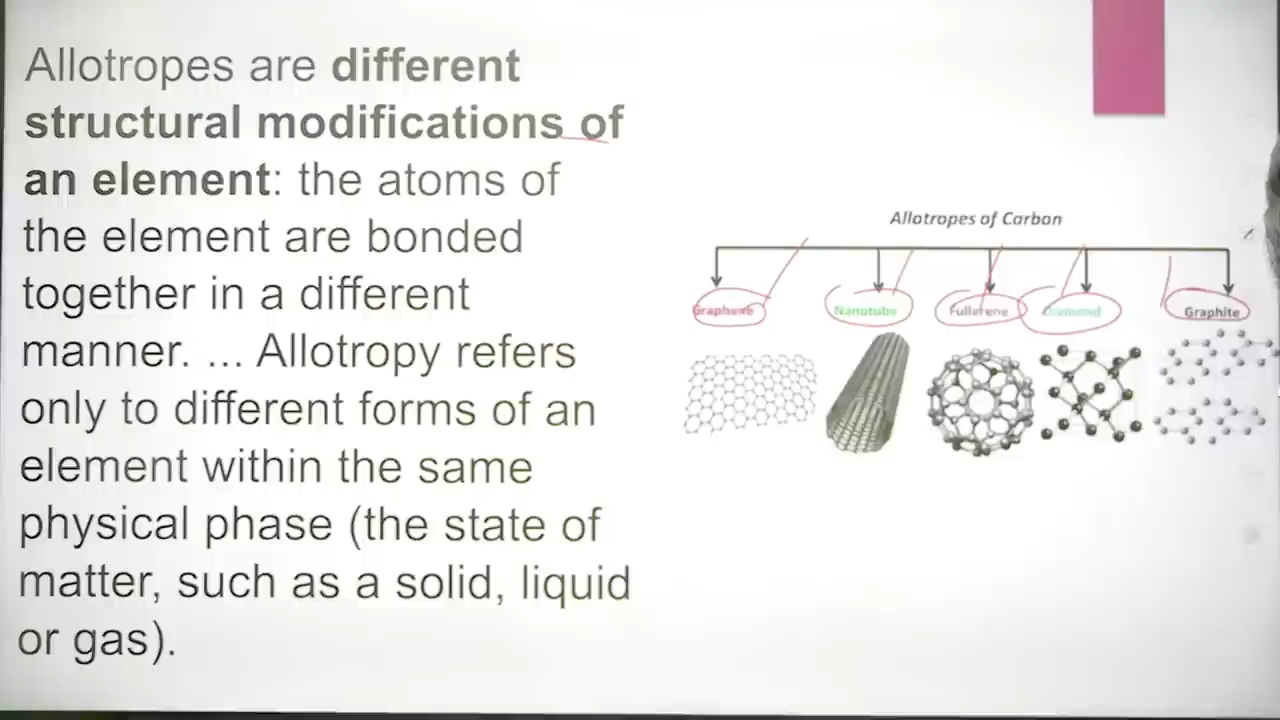 Allotropes are different
structural modifications of
an element: the atoms of
the element are bonded
together in a different
manner. ... Allotropy refers
only to different forms of an
element within the same
physical phase (the state of
matter, such as a solid, liquid
or gas).
Allotropes of Carbon
Graphene Nanotube Fullerene Diamond Graphite